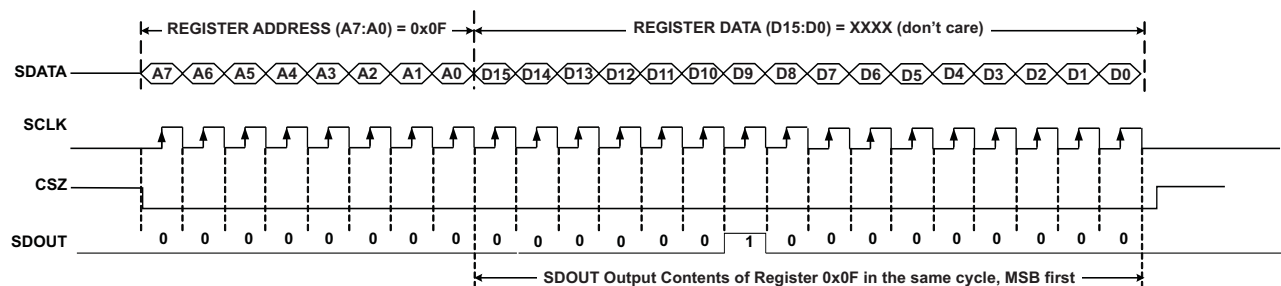 REGISTER ADDRESS (A7:A0) = 0x0F REGISTER DATA (D15:D0) = XXXX (don't care)
SDATA A7 A6 A5 A4 A3 A2 A1 A0 D15 D14 D13 D12 D11 D10 D9 D8 D7 D6 D5 D4 D3 D2 D1 D0
SCLK
CSZ
SDOUT 0 0 0 0 0 0 0 0 0 0 0 0 0 0 1 0 0 0 0 0 0 0 0 0
SDOUT Output Contents of Register 0x0F in the same cycle, MSB first